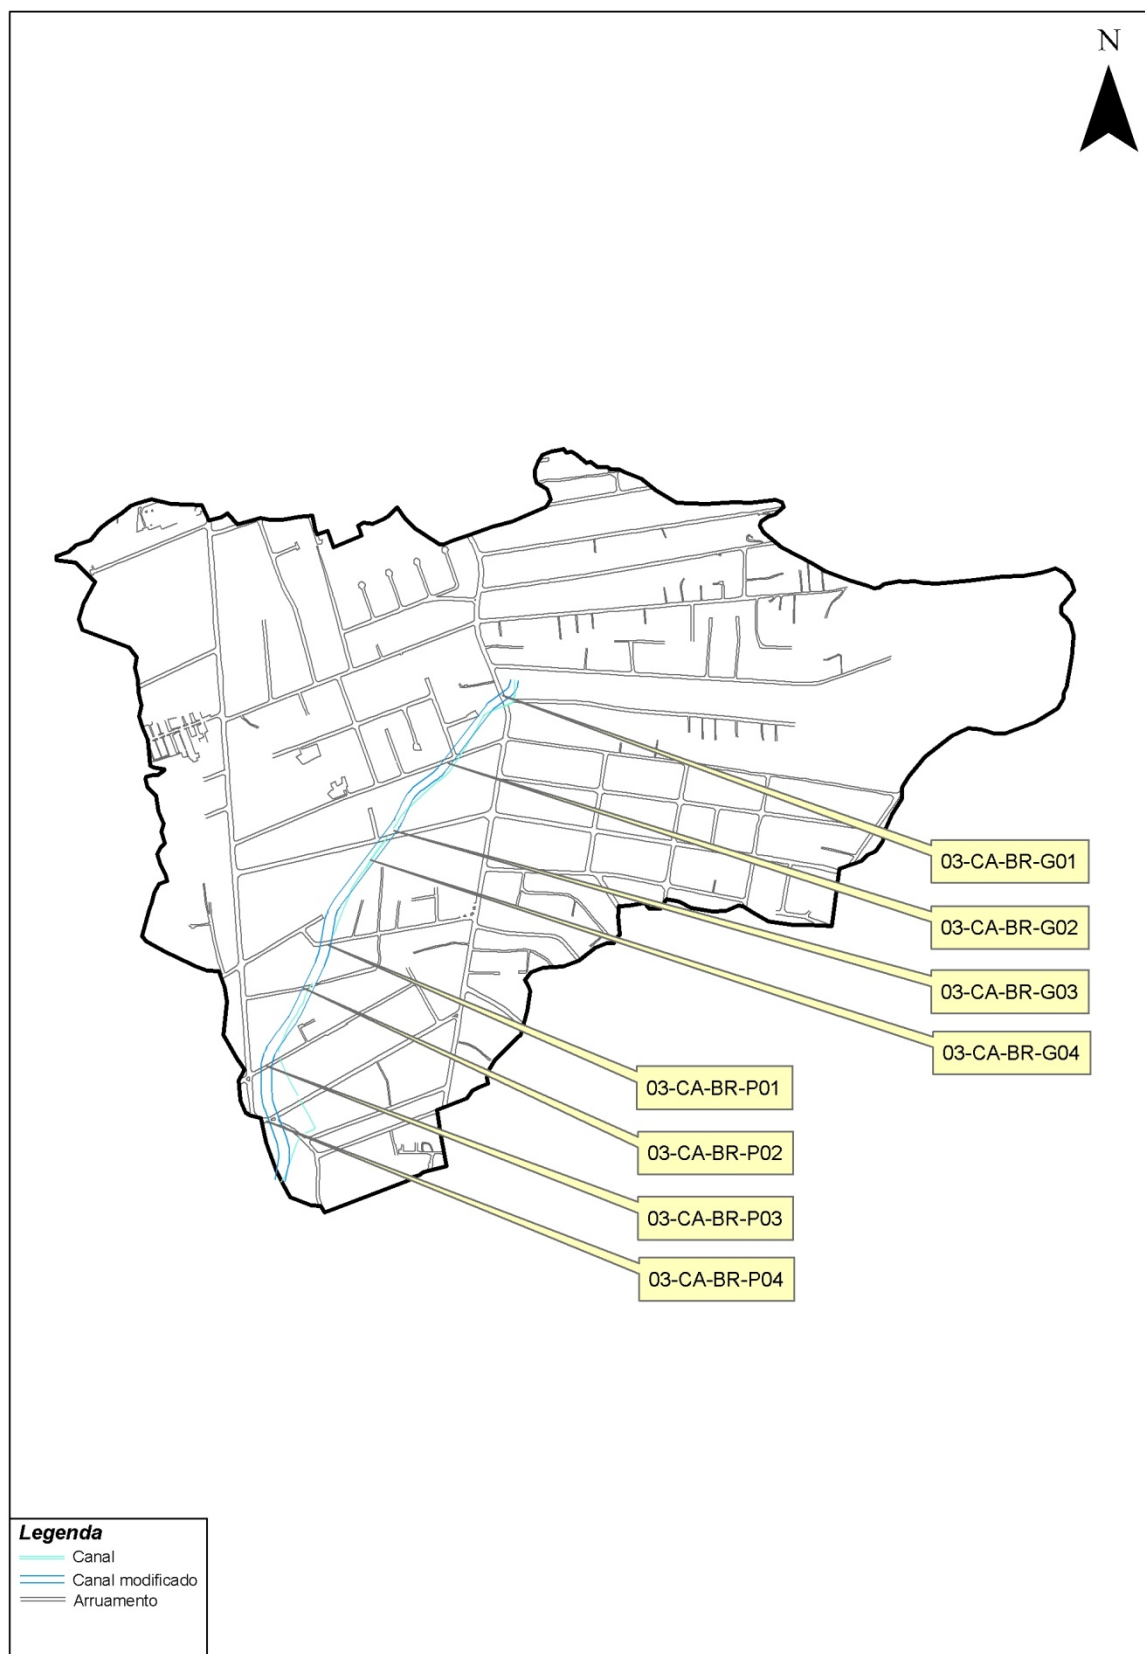 N
03-CA-BR-G01
03-CA-BR-G02
03-CA-BR-G03
03-CA-BR-G04
03-CA-BR-P01
03-CA-BR-P02
03-CA-BR-P03
03-CA-BR-P04
Legenda
Canal
Canal modificado
Arruamento